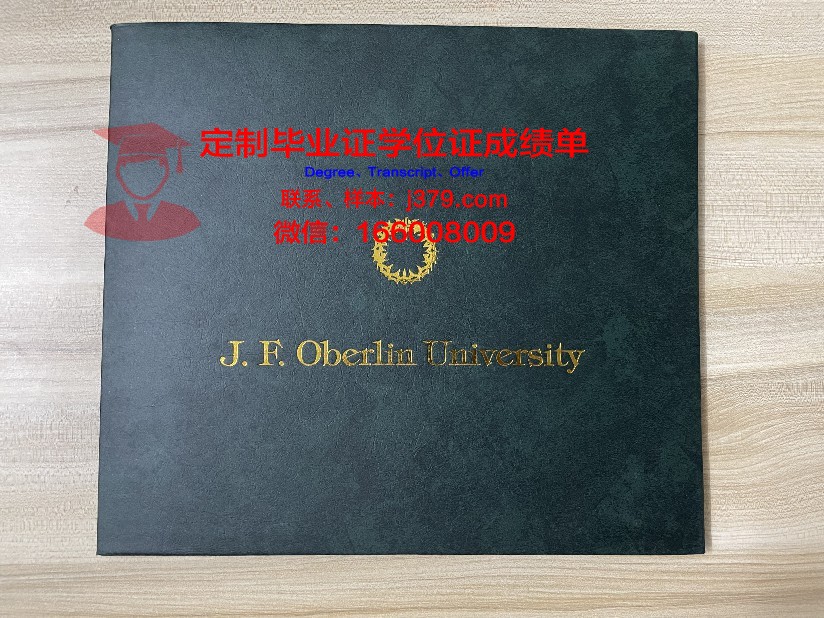 定制毕业证学位证成绩单
Degree、Transcript、Offer
联系、样本：j379.com
微信：166008009
J. F. Oberlin University